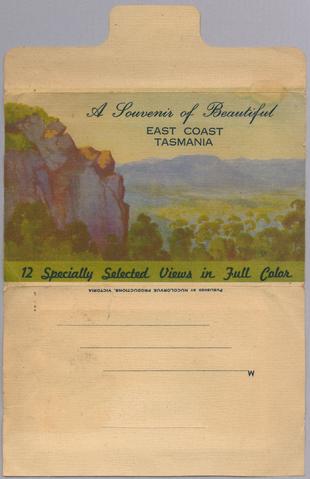 A Souvenir of Beautiful
EAST COAST
TASMANIA
12 Specially Selected Views in Full Color
PUBLISHED BY NUCOLORVUE PRODUCTIONS, VICTORIA
M